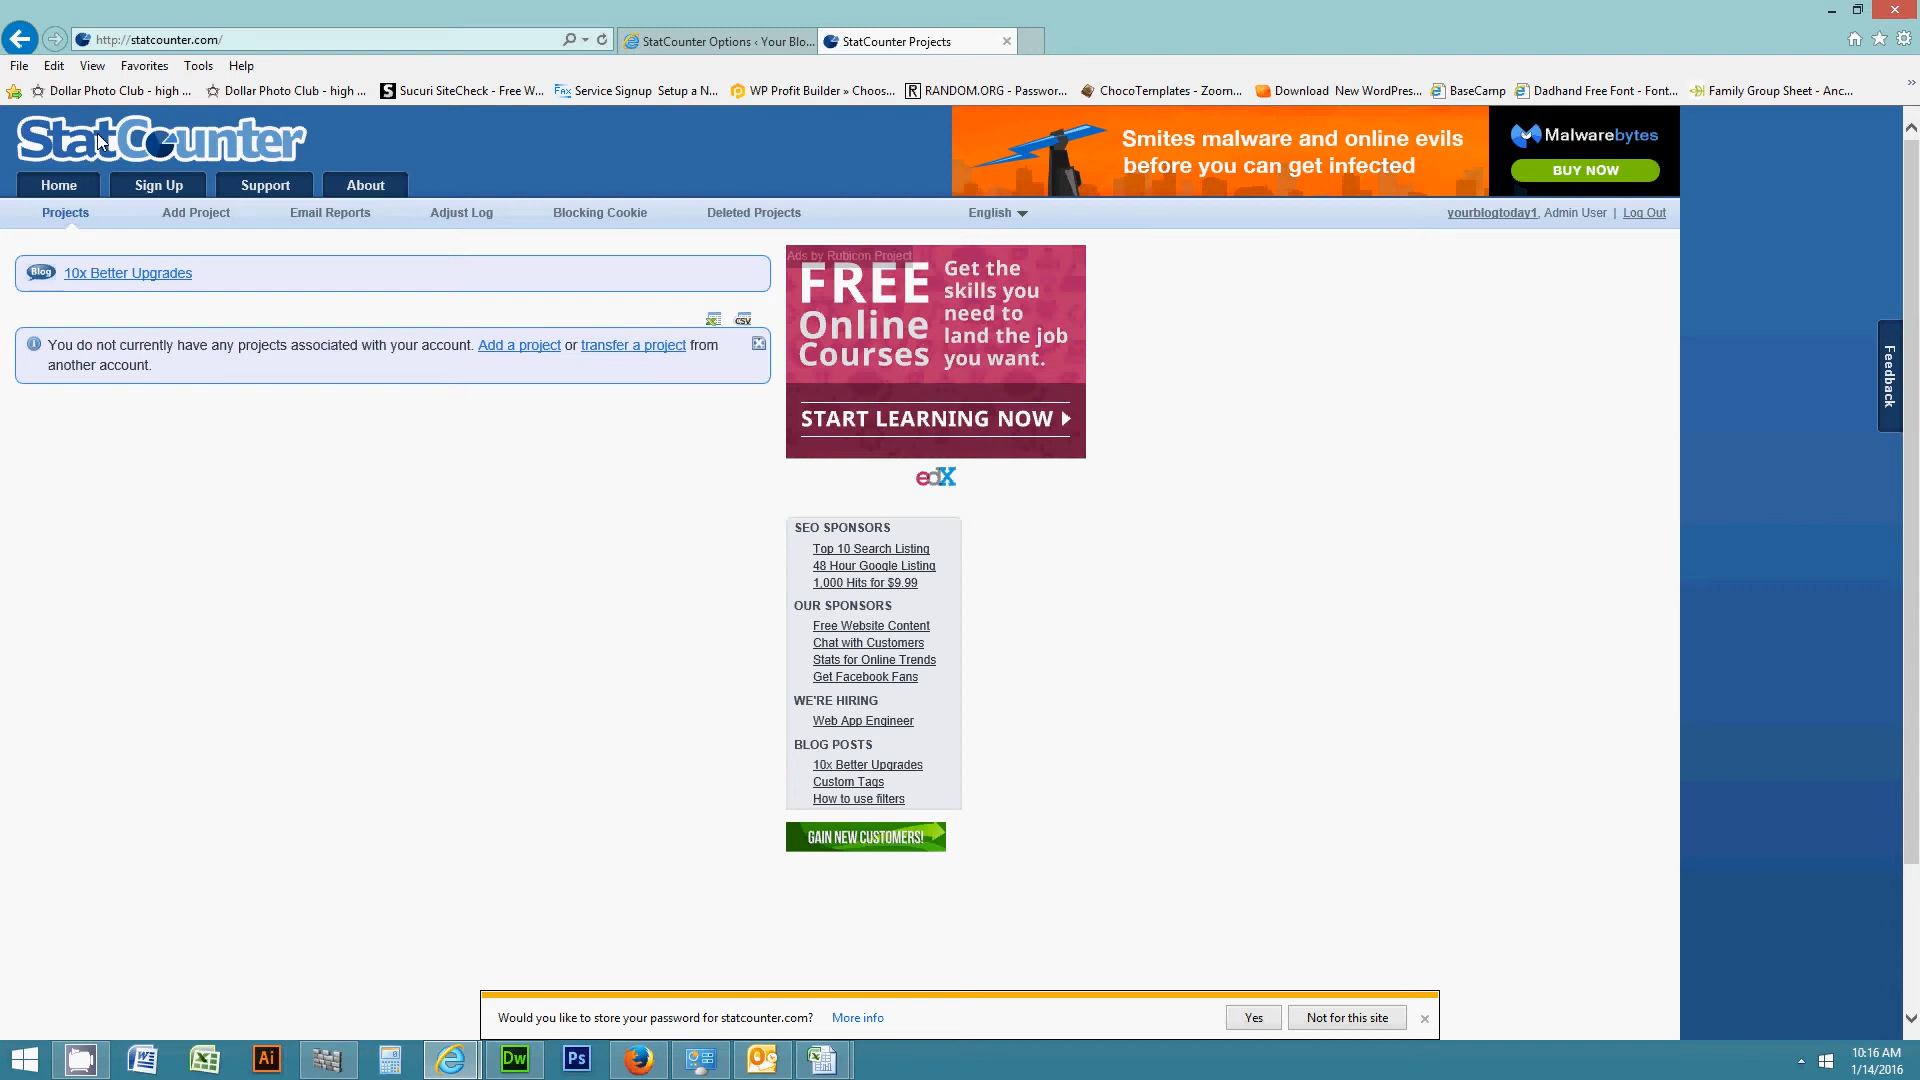 http://statcounter.com/
StatCounter Options ‹ Your Blo...
StatCounter Projects
File Edit View Favorites Tools Help
Dollar Photo Club - high ...
Dollar Photo Club - high ...
Sucuri SiteCheck - Free W...
Service Signup Setup a N...
WP Profit Builder » Choos...
RANDOM.ORG - Passwor...
ChocoTemplates - Zoom...
Download New WordPress...
BaseCamp
Dadhand Free Font - Font...
Family Group Sheet - Anc...
StatCounter
Smites malware and online evils
before you can get infected
Malwarebytes
BUY NOW
Home Sign Up Support About
Projects Add Project Email Reports Adjust Log Blocking Cookie Deleted Projects English yourblogtoday1, Admin User | Log Out
Blog 10x Better Upgrades
CSV
You do not currently have any projects associated with your account. Add a project or transfer a project from
another account.
Ads by Rubicon Project
FREE
Online
Courses
Get the
skills you
need to
land the job
you want.
START LEARNING NOW
edX
SEO SPONSORS
Top 10 Search Listing
48 Hour Google Listing
1,000 Hits for $9.99
OUR SPONSORS
Free Website Content
Chat with Customers
Stats for Online Trends
Get Facebook Fans
WE'RE HIRING
Web App Engineer
BLOG POSTS
10x Better Upgrades
Custom Tags
How to use filters
GAIN NEW CUSTOMERS!
Feedback
Would you like to store your password for statcounter.com? More info Yes Not for this site
Ai
Dw
Ps
10:16 AM
1/14/2016